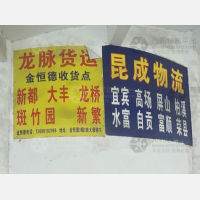 龙脉货运
金恒德收货点
新都 大丰 龙桥
斑竹园 新繁
昆成物流
宜宾 高场 屏山 柏溪
水富 自贡 富顺 荣县